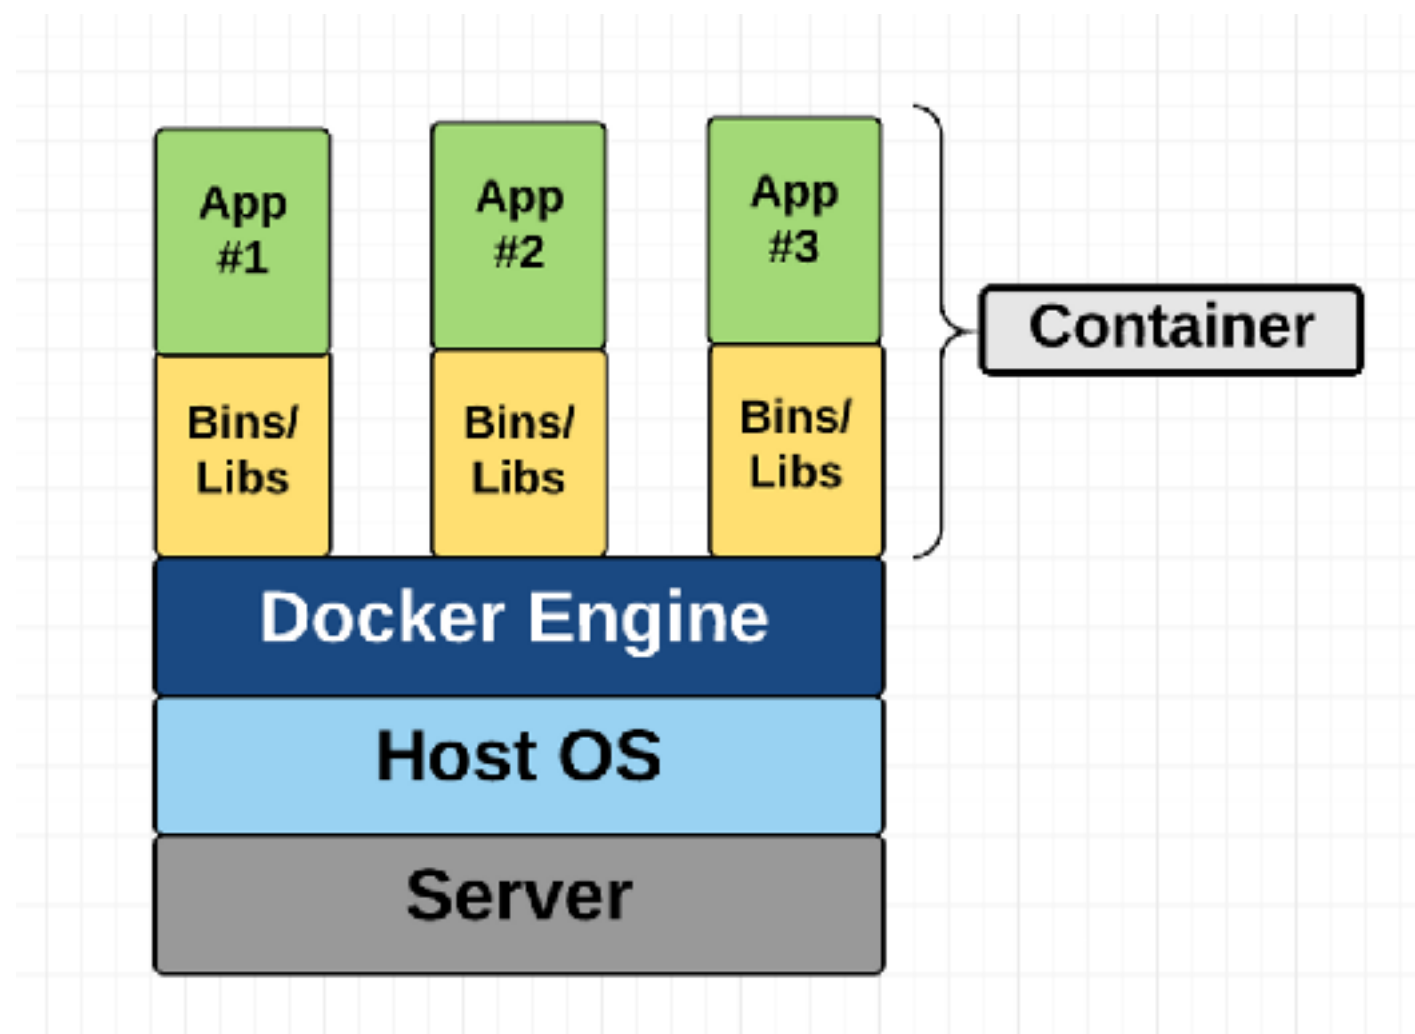 App
#1
App
#2
App
#3
Container
Bins/
Libs
Bins/
Libs
Bins/
Libs
Docker Engine
Host OS
Server